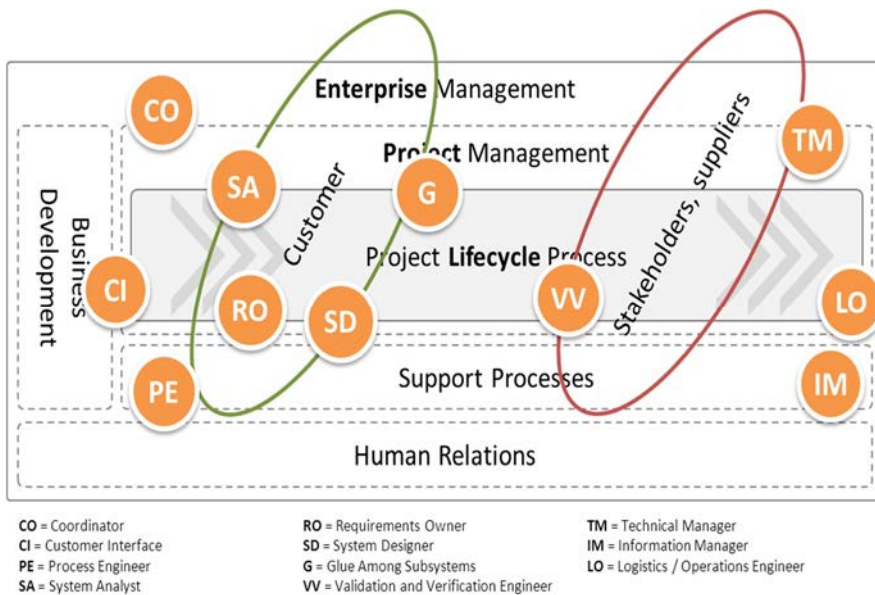 Enterprise Management
CO
TM
Project Management
SA
G
Customer
Stakeholders, suppliers
Business
Development
Project Lifecycle Process
CI
RO
SD
VV
LO
PE
Support Processes
IM
Human Relations
CO = Coordinator
CI = Customer Interface
PE = Process Engineer
SA = System Analyst
RO = Requirements Owner
SD = System Designer
G = Glue Among Subsystems
VV = Validation and Verification Engineer
TM = Technical Manager
IM = Information Manager
LO = Logistics / Operations Engineer